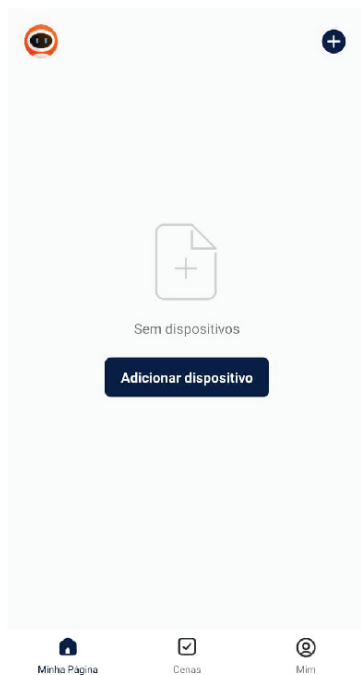 Sem dispositivos
Adicionar dispositivo
Minha Página
Cenas
Mim